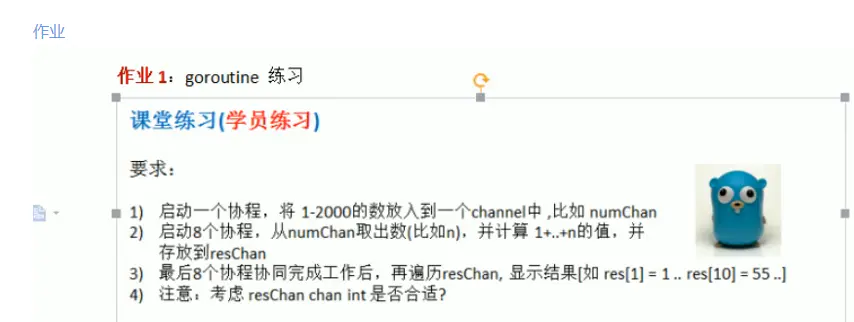 作业
作业 1：goroutine 练习
课堂练习(学员练习)
要求：
1) 启动一个协程，将 1-2000的数放入到一个channel中 ,比如 numChan
2) 启动8个协程，从numChan取出数(比如n)，并计算 1+..+n的值，并
存放到resChan
3) 最后8个协程协同完成工作后，再遍历resChan, 显示结果[如 res[1] = 1 .. res[10] = 55 ..]
4) 注意：考虑 resChan chan int 是否合适?